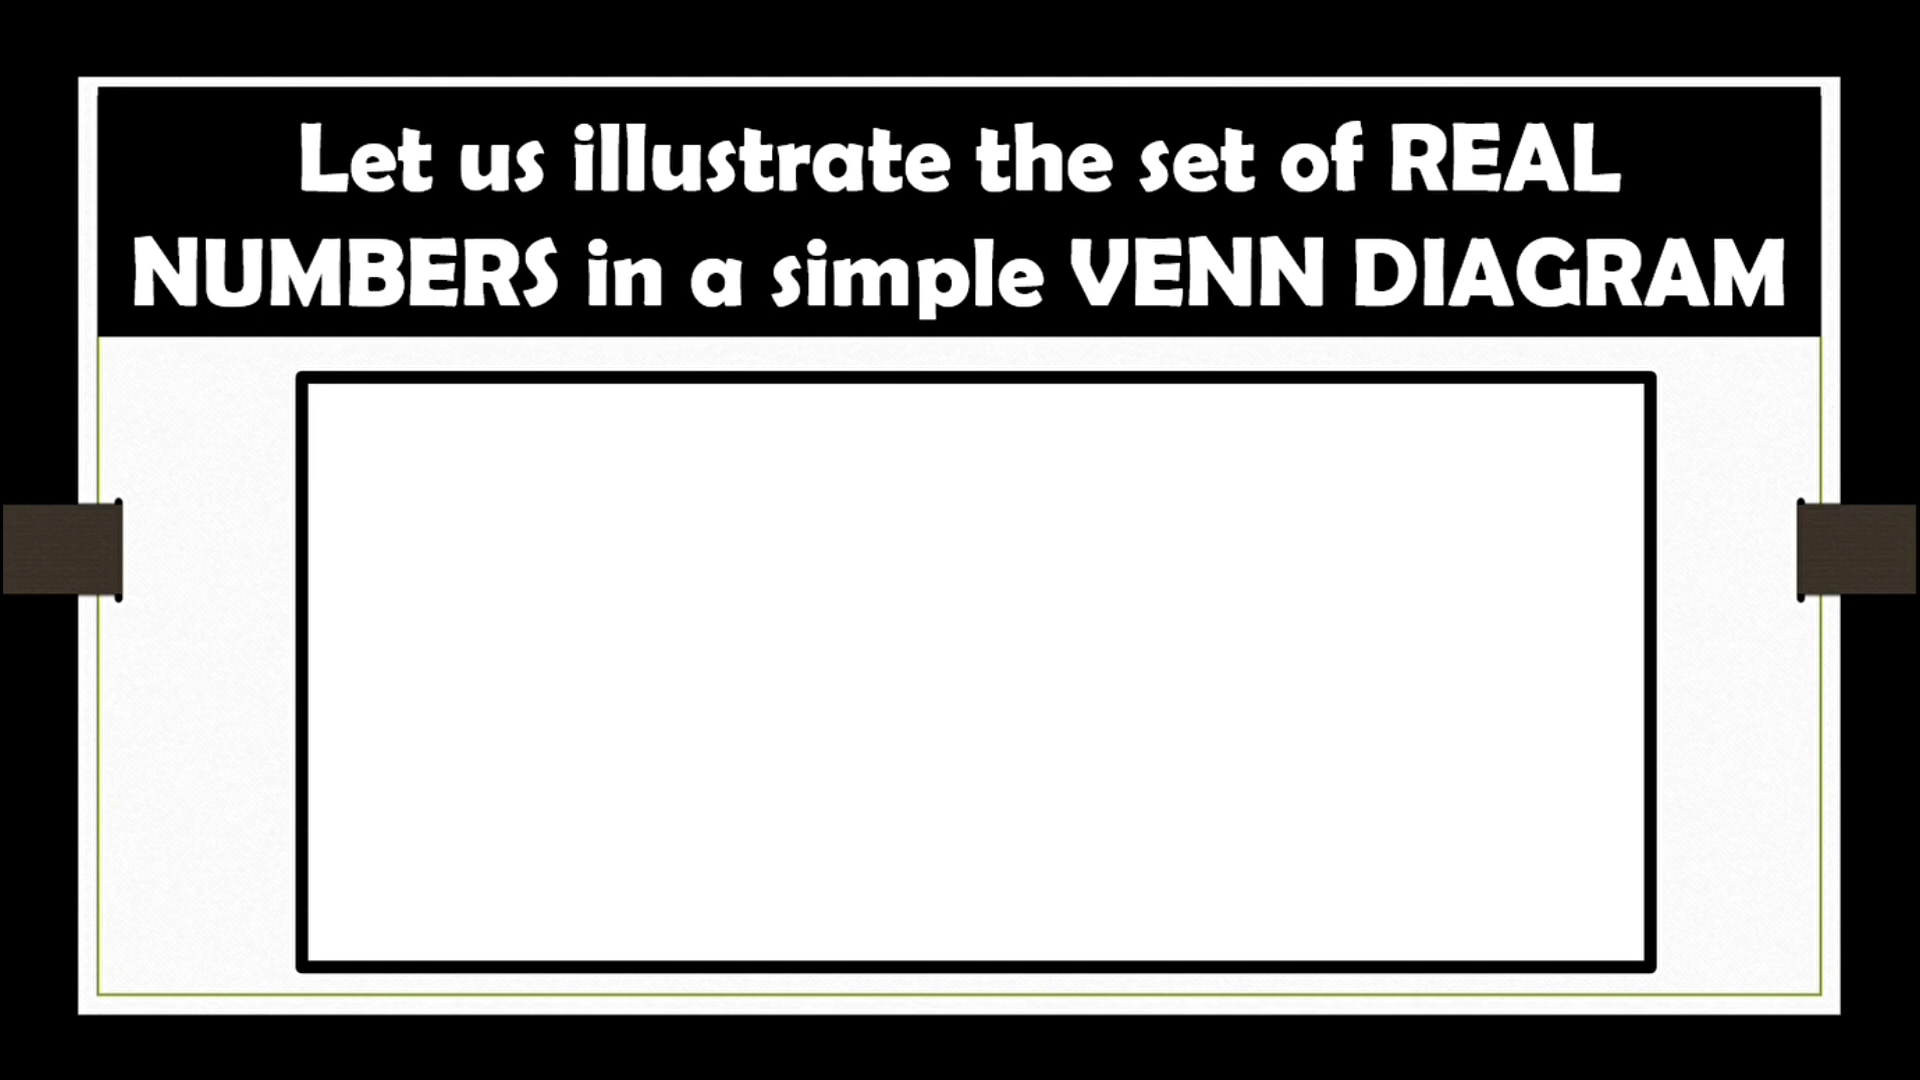 Let us illustrate the set of REAL
NUMBERS in a simple VENN DIAGRAM